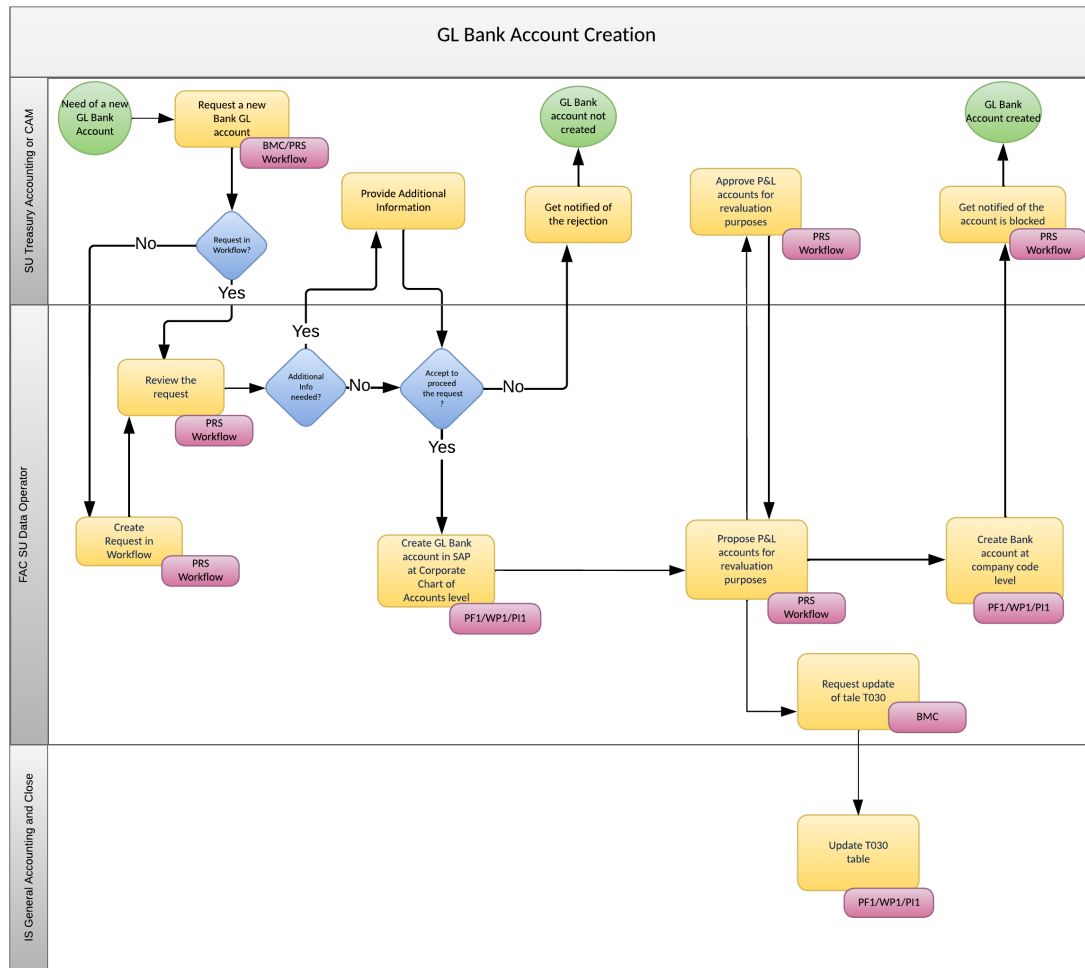 GL Bank Account Creation
SU Treasury Accounting or CAM
Need of a new
GL Bank
Account
Request a new
Bank GL
account
BMC/PRS
Workflow
Request in
Workflow?
No
Yes
Provide Additional
Information
GL Bank
account not
created
Get notified of
the rejection
Approve P&L
accounts for
revaluation
purposes
PRS
Workflow
GL Bank
Account created
Get notified of the
account is blocked
PRS
Workflow
FAC SU Data Operator
Review the
request
PRS
Workflow
Additional
Info
needed?
Yes
No
Accept to
proceed
the request
?
No
Yes
Create
Request in
Workflow
PRS
Workflow
Create GL Bank
account in SAP
at Corporate
Chart of
Accounts level
PF1/WP1/PI1
Propose P&L
accounts for
revaluation
purposes
PRS
Workflow
Create Bank
account at
company code
level
PF1/WP1/PI1
Request update
of tale T030
BMC
IS General Accounting and Close
Update T030
table
PF1/WP1/PI1